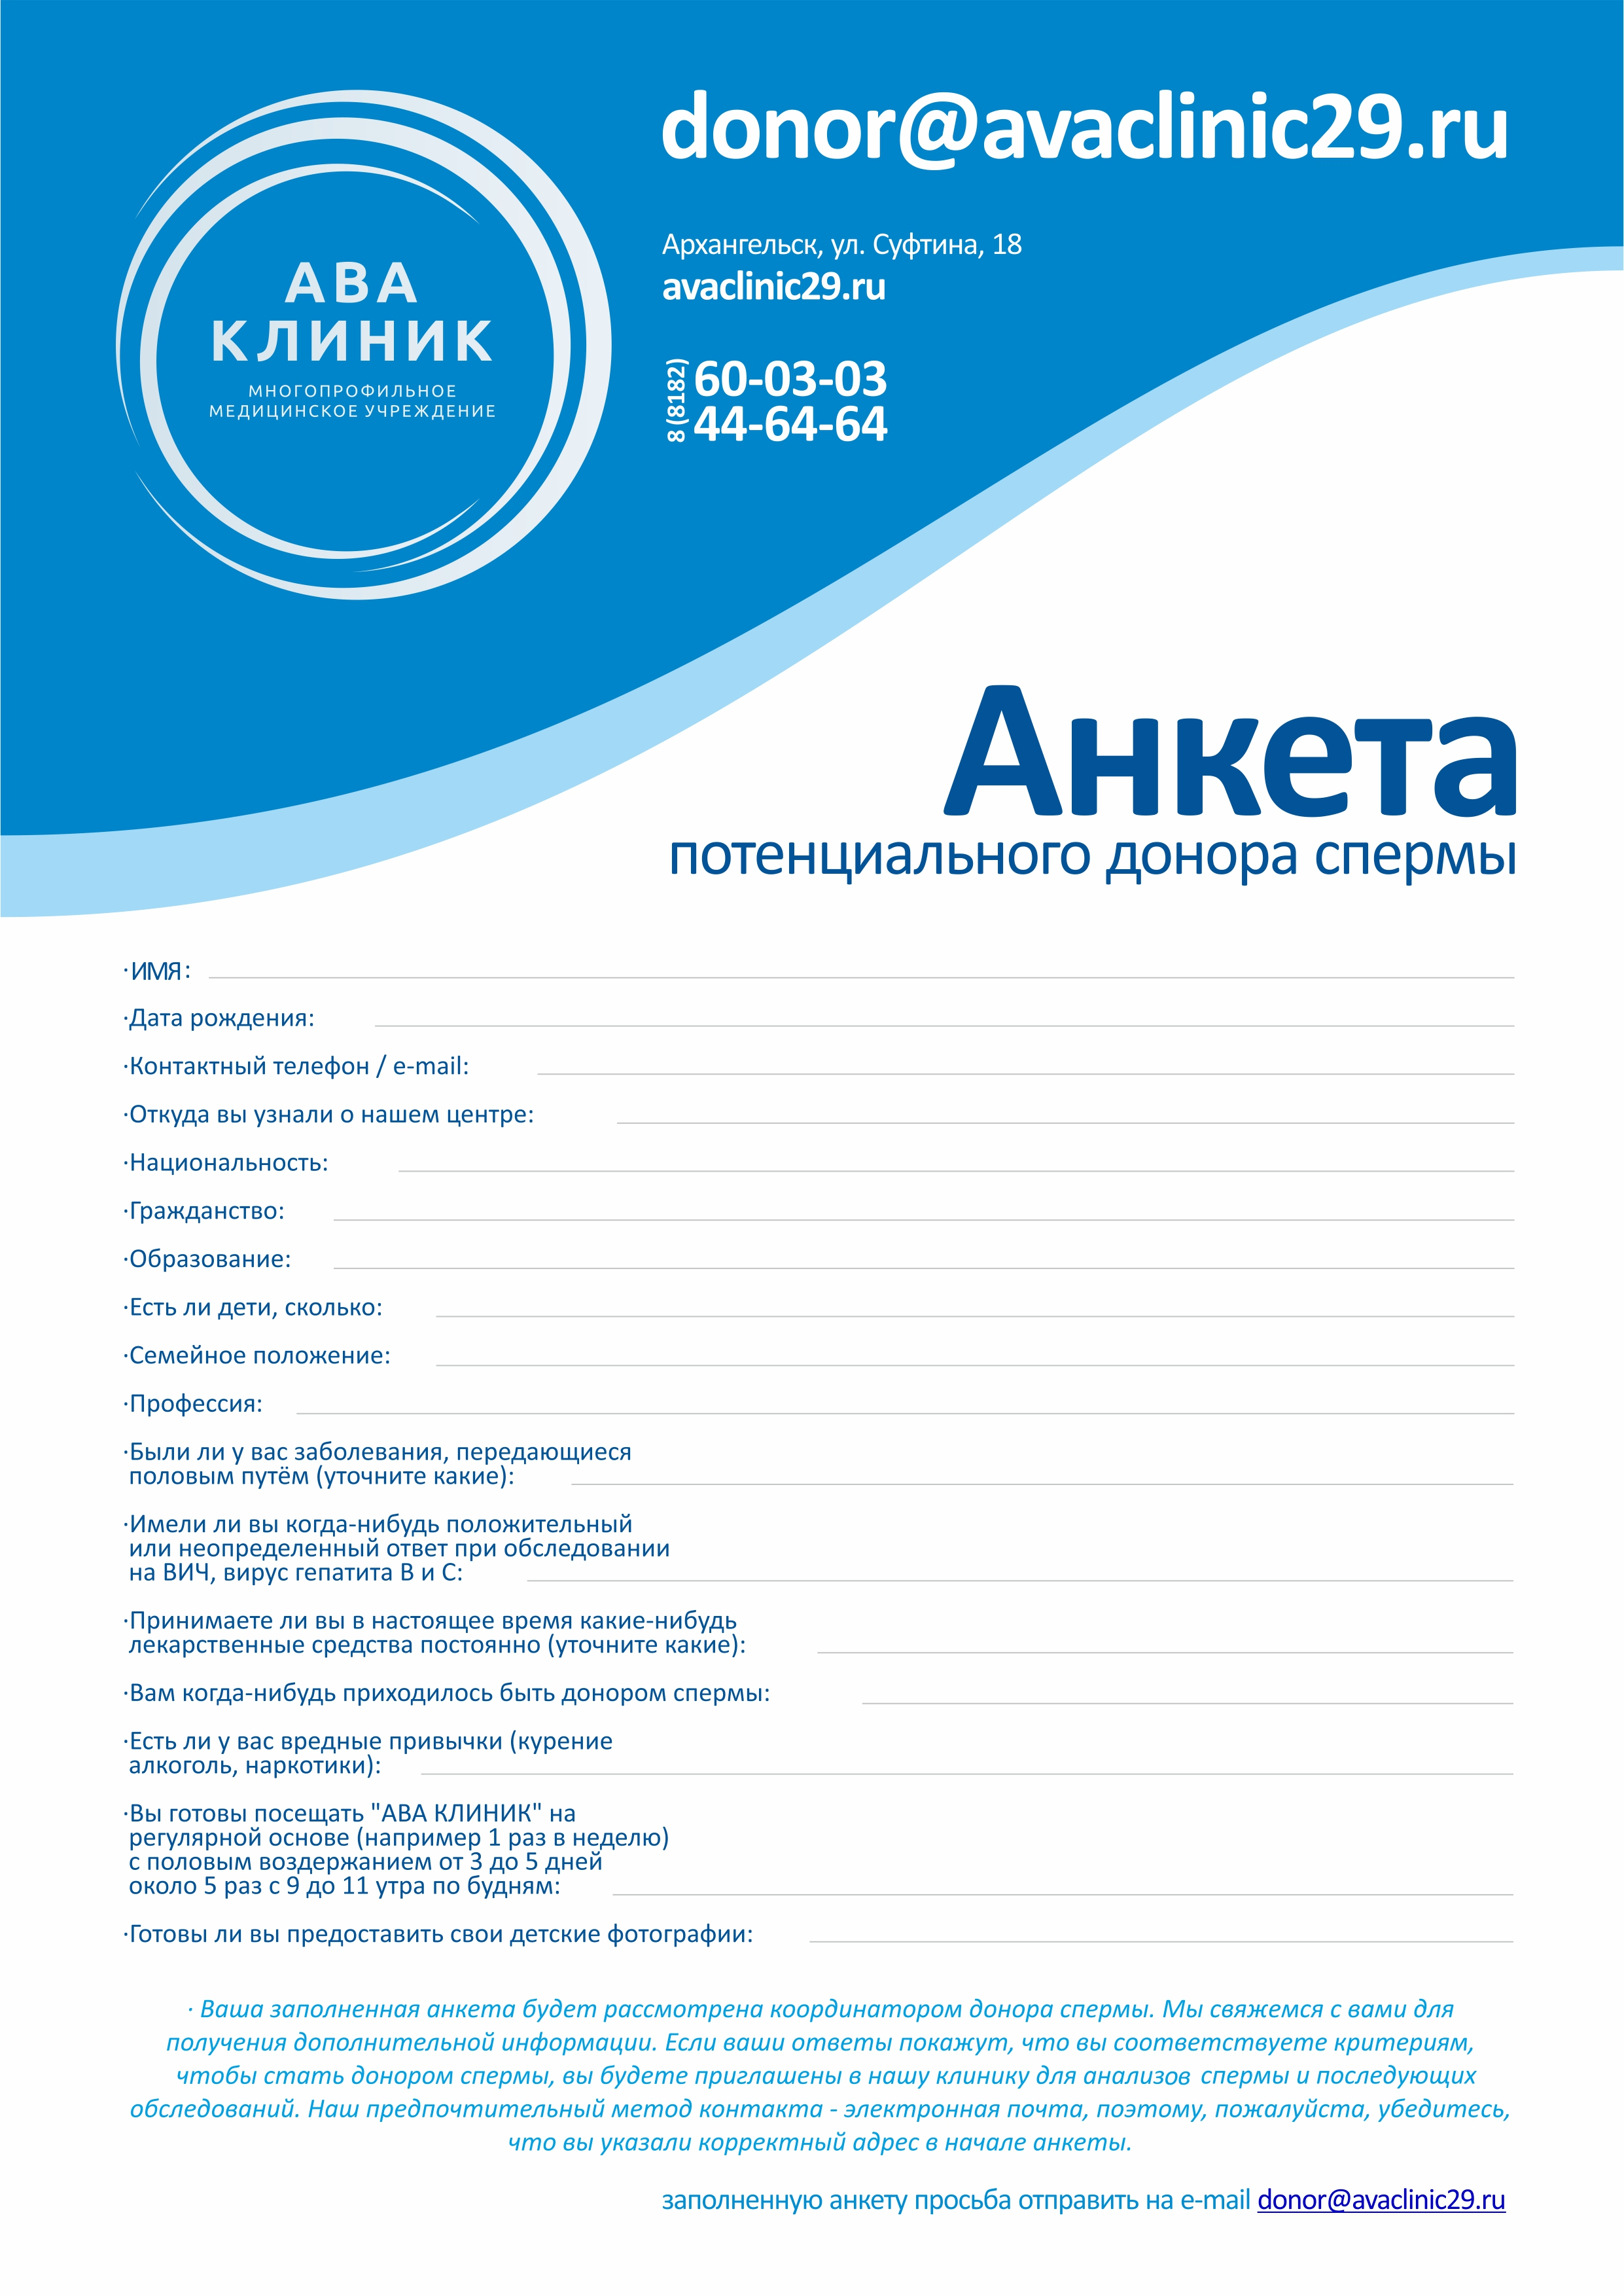 donor@avaclinic29.ru
Архангельск, ул. Суфтина, 18
avaclinic29.ru
8 (8182)
60-03-03
44-64-64
АВА
КЛИНИК
МНОГОПРОФИЛЬНОЕ
МЕДИЦИНСКОЕ УЧРЕЖДЕНИЕ
Анкета
потенциального донора спермы
·ИМЯ:
·Дата рождения:
·Контактный телефон / e-mail:
·Откуда вы узнали о нашем центре:
·Национальность:
·Гражданство:
·Образование:
·Есть ли дети, сколько:
·Семейное положение:
·Профессия:
·Были ли у вас заболевания, передающиеся
половым путём (уточните какие):
·Имели ли вы когда-нибудь положительный
или неопределенный ответ при обследовании
на ВИЧ, вирус гепатита В и С:
·Принимаете ли вы в настоящее время какие-нибудь
лекарственные средства постоянно (уточните какие):
·Вам когда-нибудь приходилось быть донором спермы:
·Есть ли у вас вредные привычки (курение
алкоголь, наркотики):
·Вы готовы посещать "АВА КЛИНИК" на
регулярной основе (например 1 раз в неделю)
с половым воздержанием от 3 до 5 дней
около 5 раз с 9 до 11 утра по будням:
·Готовы ли вы предоставить свои детские фотографии:
· Ваша заполненная анкета будет рассмотрена координатором донора спермы. Мы свяжемся с вами для
получения дополнительной информации. Если ваши ответы покажут, что вы соответствуете критериям,
чтобы стать донором спермы, вы будете приглашены в нашу клинику для анализов спермы и последующих
обследований. Наш предпочтительный метод контакта - электронная почта, поэтому, пожалуйста, убедитесь,
что вы указали корректный адрес в начале анкеты.
заполненную анкету просьба отправить на e-mail donor@avaclinic29.ru